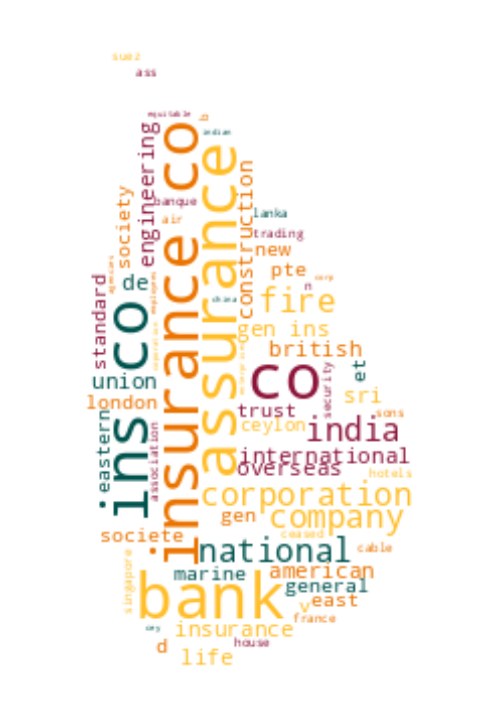 suez
ass
equitable
b
indian
engineering
insurance co
assurance
society
banque
air
construction
lanka
trading
new
de
pte
corp
n
standard
ins co
china
fire
gen ins
british
union
co
et
security
sri
london
trust
ceylon
sons
india
eastern
association
international
overseas
hotels
corporation
company
gen
societe
ceased
national
cable
singapore
marine
american
general
bank
v
east
france
cey
insurance
house
d
life